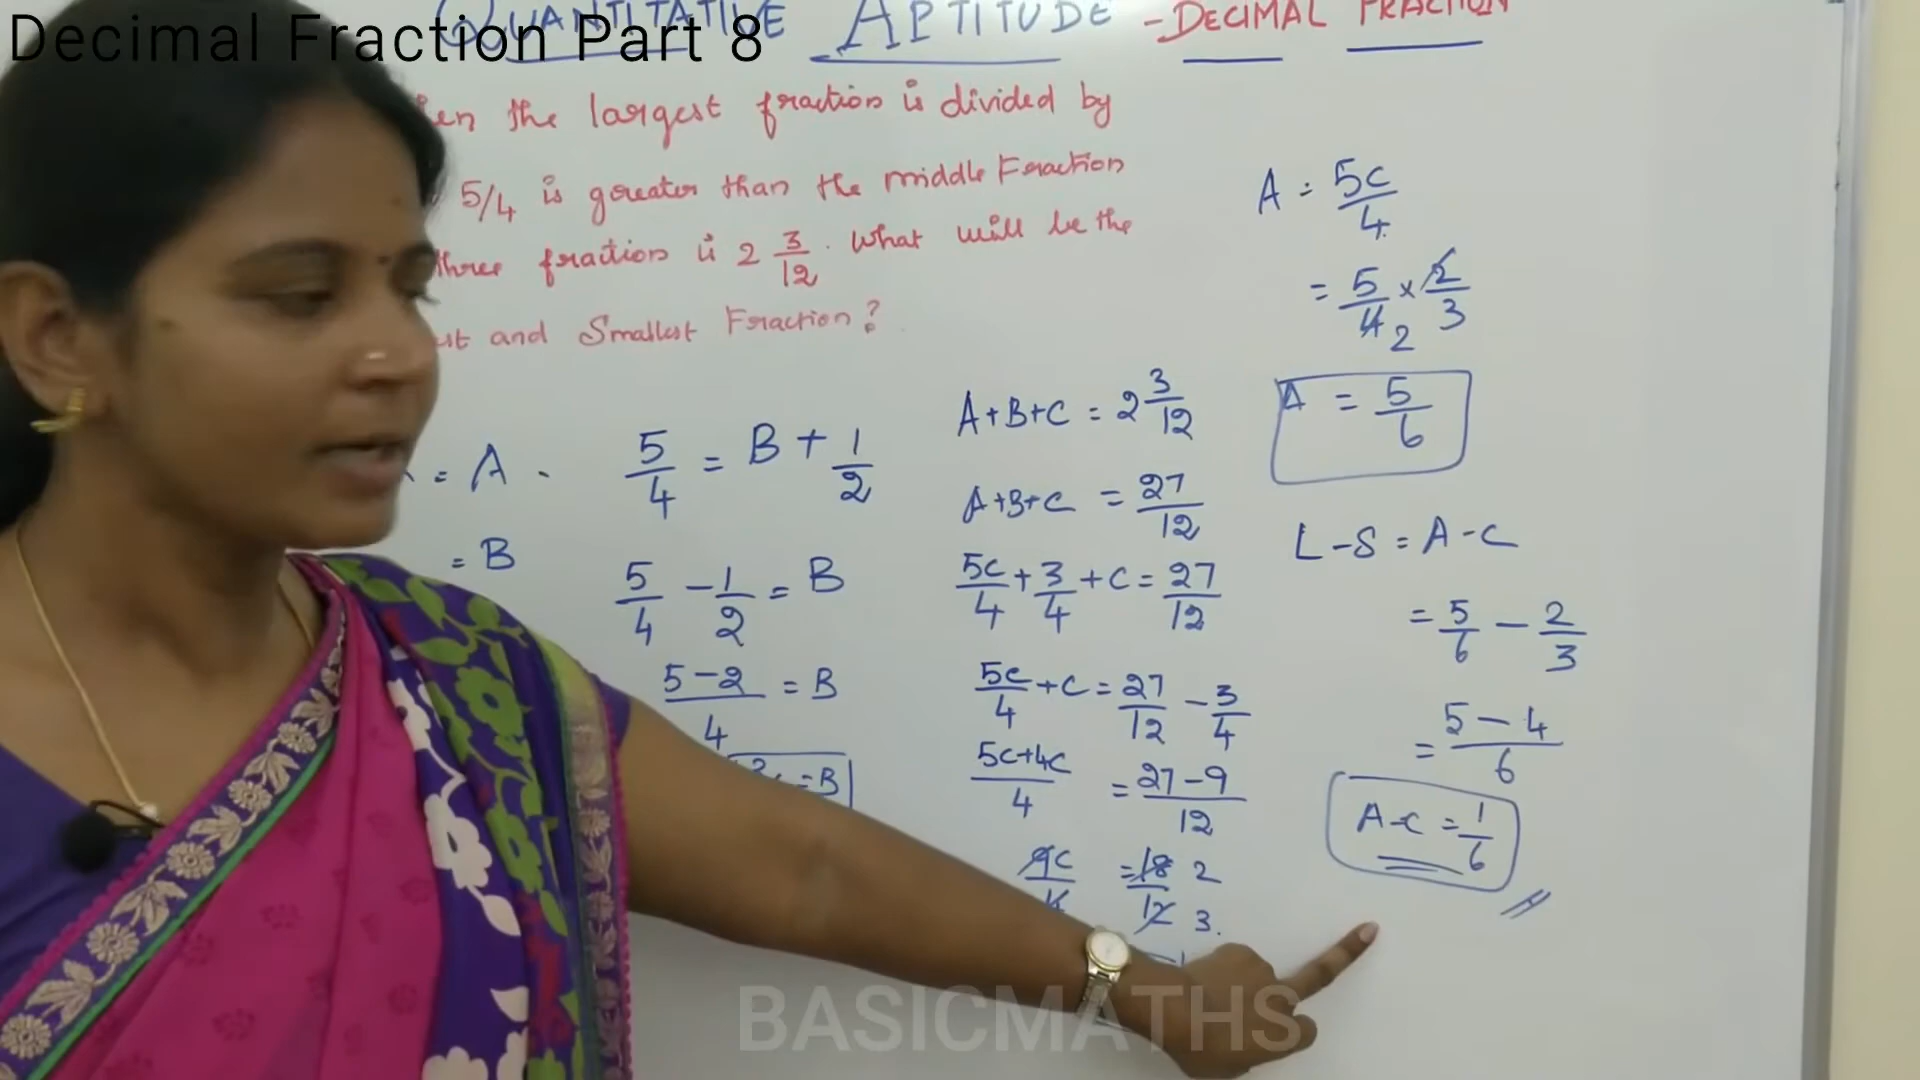 Decimal Fraction Part 8
QUANTITATIVE APTITUDE - DECIMAL FRACTION
the largest fraction is divided by
5/4 is greater than the middle Fraction
three fraction is 2 3/12. What will be the
and Smallest Fraction?
= A
= B
5/4 = B + 1/2
5/4 - 1/2 = B
5-2/4 = B
= B
A+B+C = 2 3/12
A+B+C = 27/12
5C/4 + 3/4 + C = 27/12
5C/4 + C = 27/12 - 3/4
5C+4C/4 = 27-9/12
9C/4 = 18/12 2/3.
A = 5C/4
= 5/4 2 × 2/3
A = 5/6
L-S = A-C
= 5/6 - 2/3
= 5-4/6
A-C = 1/6
BASICMATHS